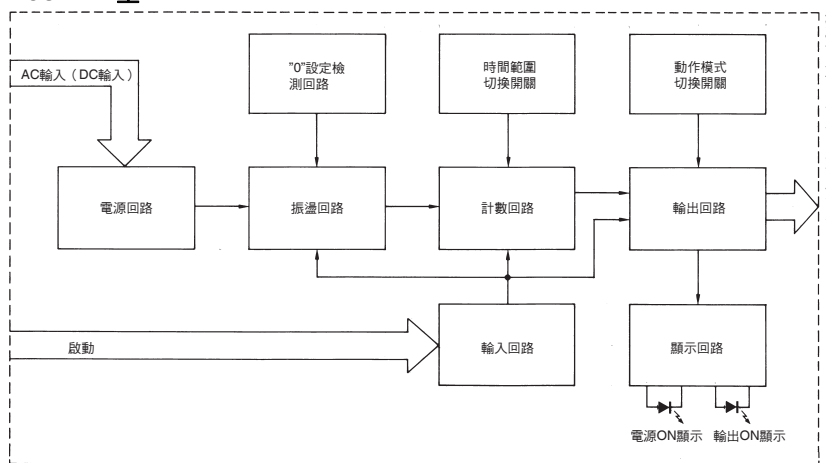 AC輸入（DC輸入）
"0"設定檢
測回路
時間範圍
切換開關
動作模式
切換開關
電源回路
振盪回路
計數回路
輸出回路
啟動
輸入回路
顯示回路
電源ON顯示
輸出ON顯示